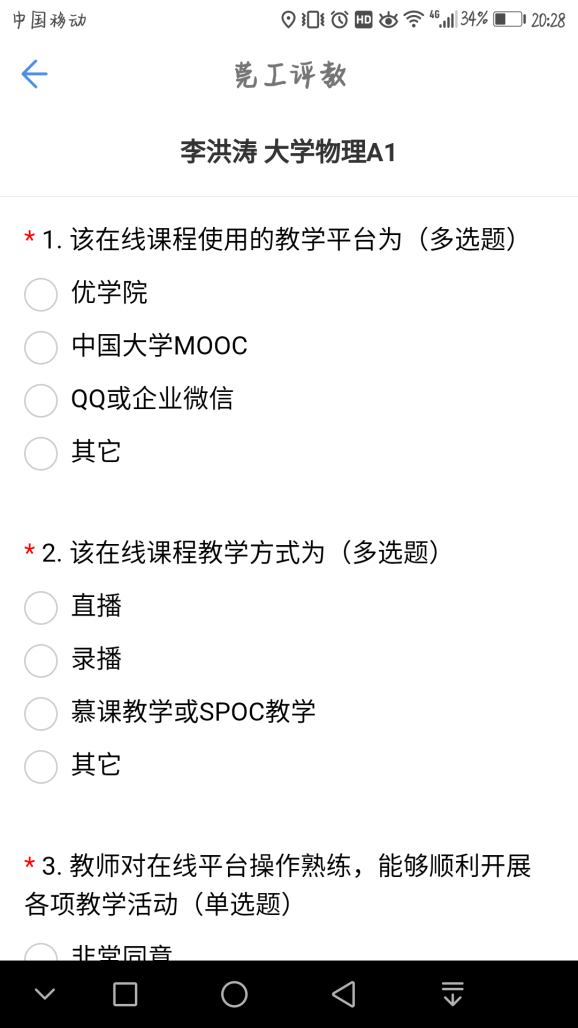 中国移动 HD 4G 34% 20:28
莞工评教
李洪涛 大学物理A1
* 1. 该在线课程使用的教学平台为（多选题）
优学院
中国大学MOOC
QQ或企业微信
其它
* 2. 该在线课程教学方式为（多选题）
直播
录播
慕课教学或SPOC教学
其它
* 3. 教师对在线平台操作熟练，能够顺利开展
各项教学活动（单选题）
非常同意